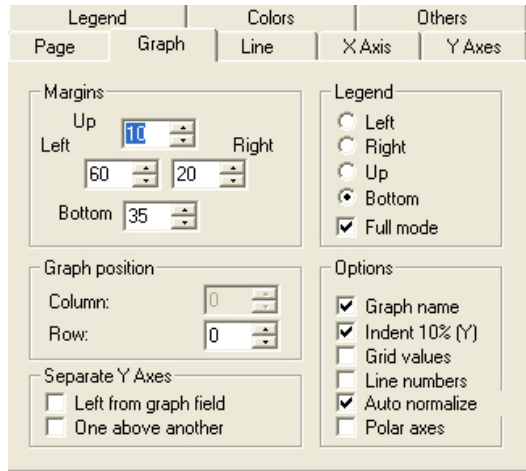 Legend Colors Others
Page Graph Line X Axis Y Axes
Margins
Up 10
Left Right
60 20
Bottom 35
Legend
Left
Right
Up
Bottom
Full mode
Graph position
Column: 0
Row: 0
Separate Y Axes
Left from graph field
One above another
Options
Graph name
Indent 10% (Y)
Grid values
Line numbers
Auto normalize
Polar axes